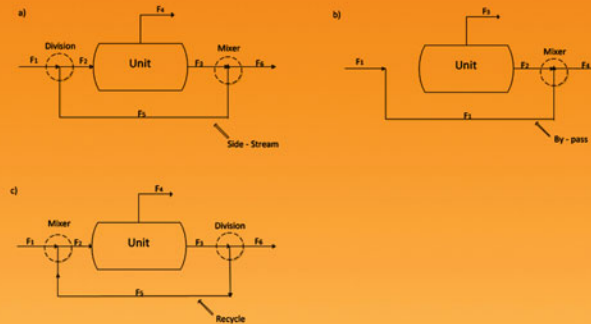 a)
F₄
Division
Mixer
F₁
F₂
Unit
F₃
F₆
F₅
Side - Stream
b)
F₃
Mixer
F₁
Unit
F₂
F₄
F₁
By - pass
c)
F₄
Mixer
Division
F₁
F₂
Unit
F₃
F₆
F₅
Recycle